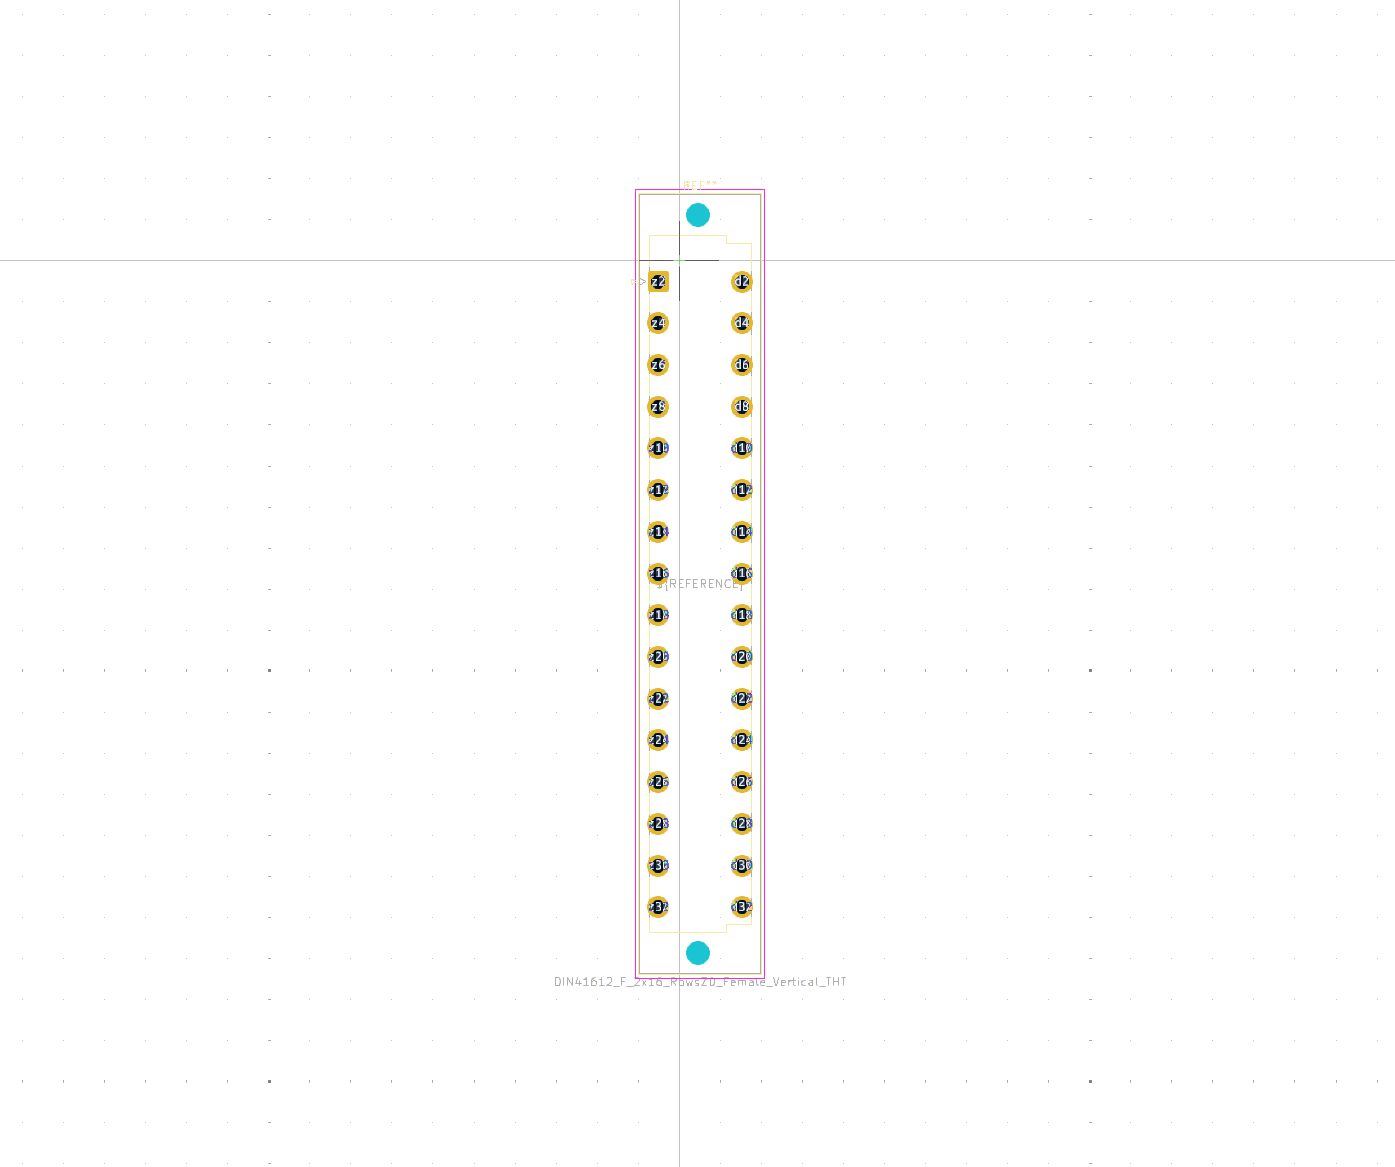 REF**
z2 d2
z4 d4
z6 d6
z8 d8
z10 d10
z12 d12
z14 d14
z16 d16
${REFERENCE}
z18 d18
z20 d20
z22 d22
z24 d24
z26 d26
z28 d28
z30 d30
z32 d32
DIN41612_F_2x16_RowsZD_Female_Vertical_THT